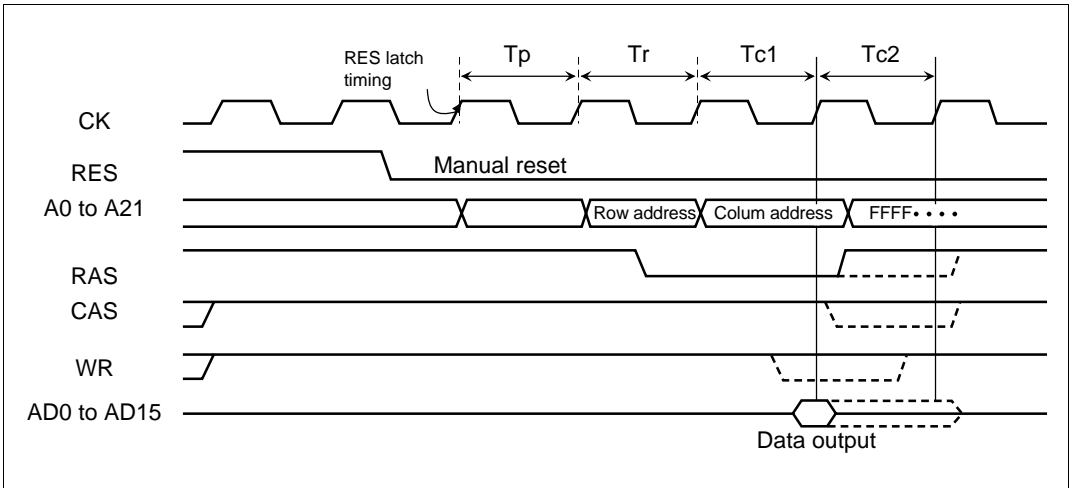 RES latch
timing
Tp
Tr
Tc1
Tc2
CK
RES
Manual reset
A0 to A21
Row address
Colum address
FFFF····
RAS
CAS
WR
AD0 to AD15
Data output